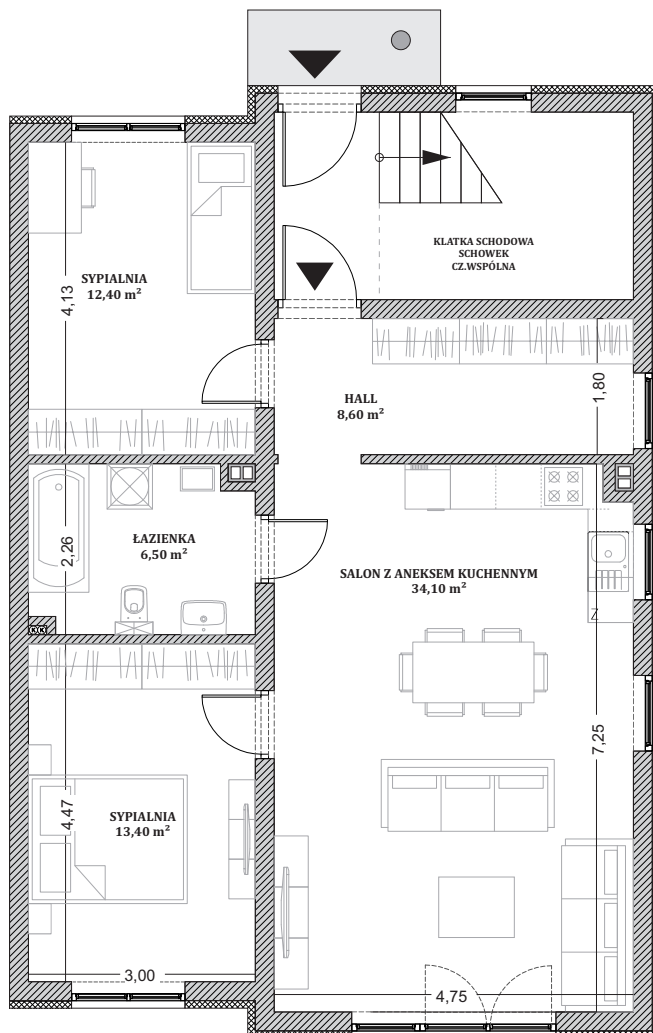 KLATKA SCHODOWA
SCHOWEK
CZ.WSPÓLNA
SYPIALNIA
12,40 m²
4,13
HALL
8,60 m²
1,80
ŁAZIENKA
6,50 m²
2,26
SALON Z ANEKSEM KUCHENNYM
34,10 m²
Z
7,25
SYPIALNIA
13,40 m²
4,47
3,00
4,75